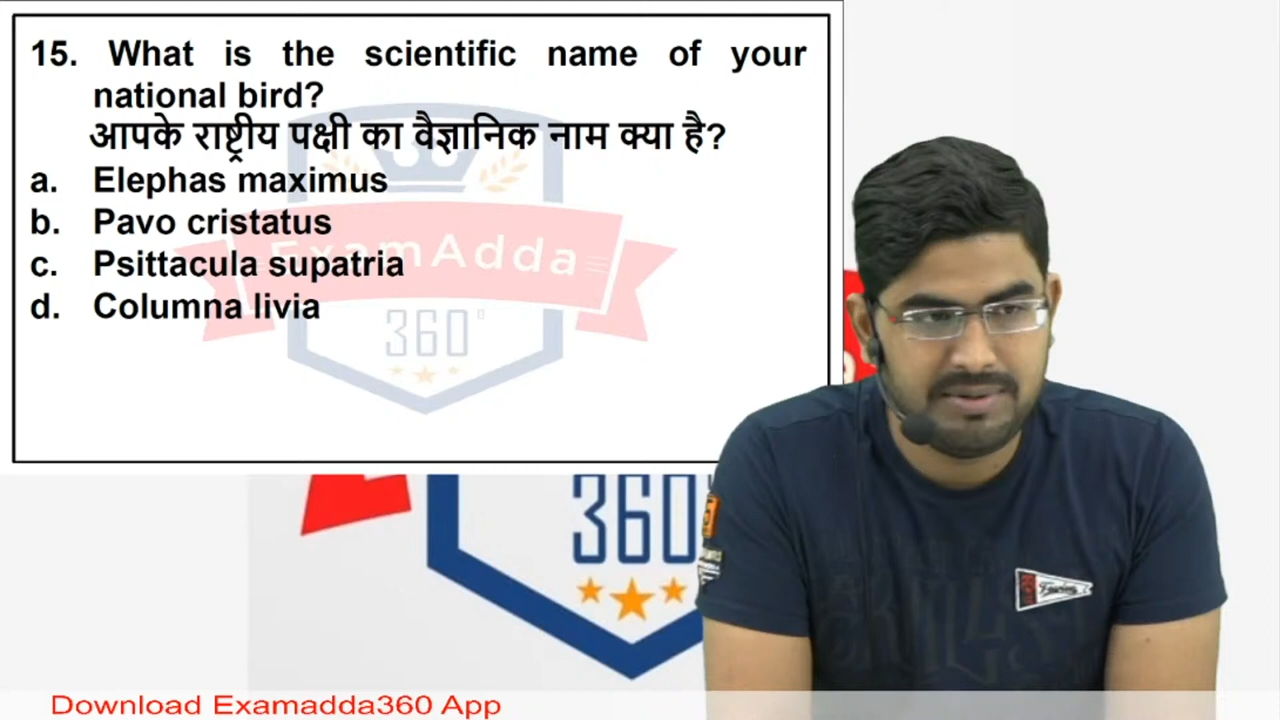 15. What is the scientific name of your
national bird?
आपके राष्ट्रीय पक्षी का वैज्ञानिक नाम क्या है?
a. Elephas maximus
b. Pavo cristatus
c. Psittacula supatria
d. Columna livia
ExamAdda
360°
360
Download Examadda360 App